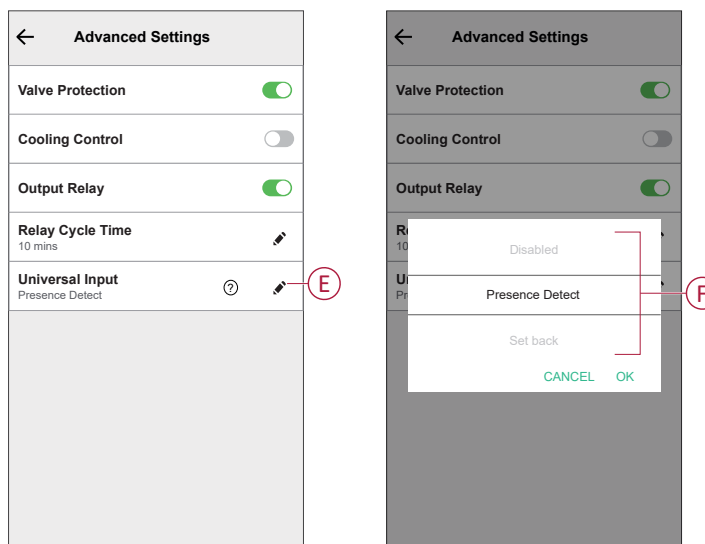 Advanced Settings
Valve Protection
Cooling Control
Output Relay
Relay Cycle Time
10 mins
Universal Input
Presence Detect
E
Advanced Settings
Valve Protection
Cooling Control
Output Relay
Disabled
Presence Detect
Set back
CANCEL OK
F